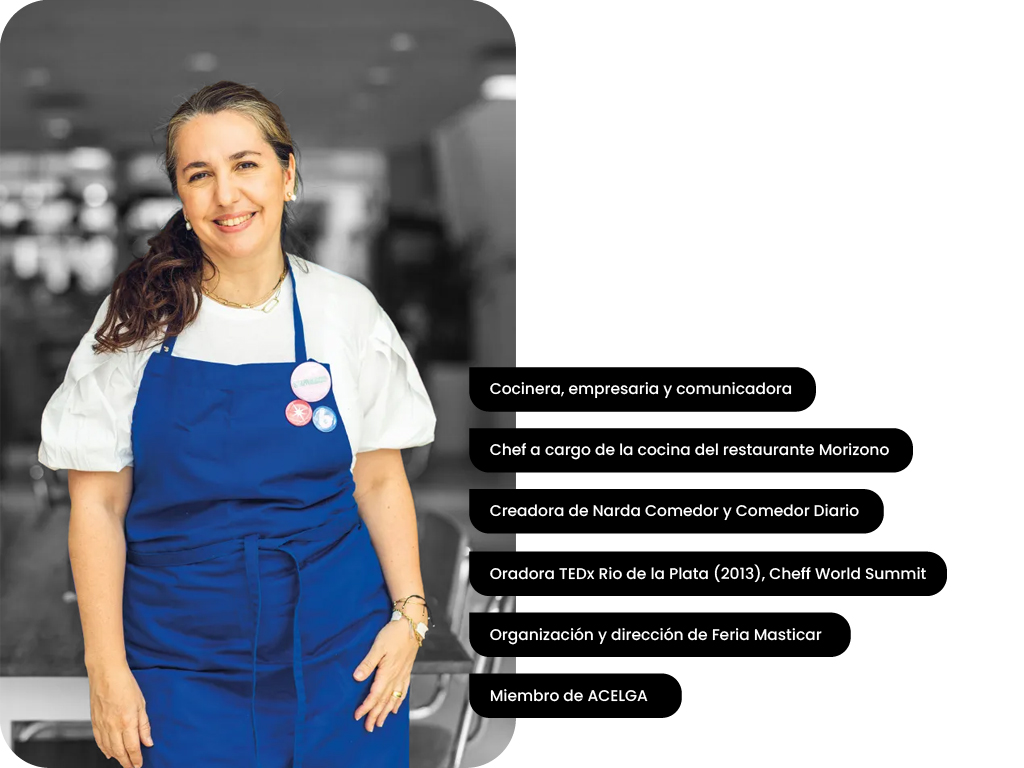 Cocinera, empresaria y comunicadora
Chef a cargo de la cocina del restaurante Morizono
Creadora de Narda Comedor y Comedor Diario
Oradora TEDx Rio de la Plata (2013), Cheff World Summit
Organización y dirección de Feria Masticar
Miembro de ACELGA